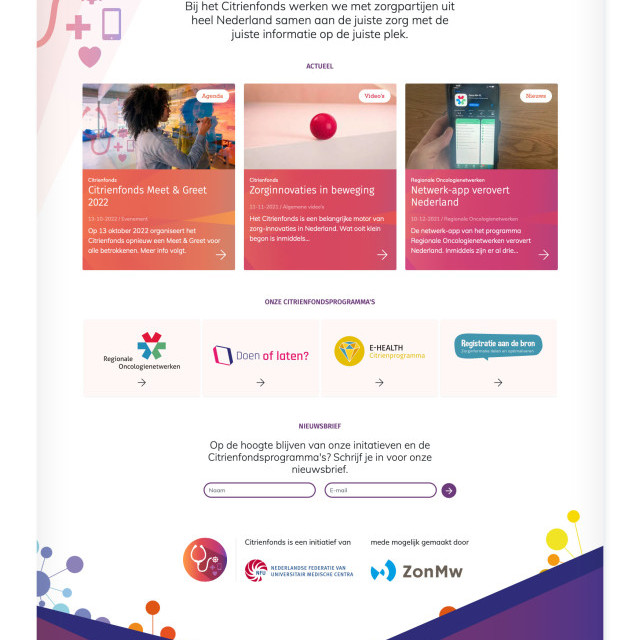 Bij het Citrienfonds werken we met zorgpartijen uit
heel Nederland samen aan de juiste zorg met de
juiste informatie op de juiste plek.
ACTUEEL
Agenda
Citrienfonds
Citrienfonds Meet & Greet
2022
13-10-2022 / Evenement
Op 13 oktober 2022 organiseert het
Citrienfonds opnieuw een Meet & Greet voor
alle betrokkenen. Meer info volgt.
Video's
Citrienfonds
Zorginnovaties in beweging
22-11-2021 / Algemene video's
Het Citrienfonds is een belangrijke motor van
zorg-innovaties in Nederland. Wat ooit klein
begon is inmiddels...
Nieuws
Regionale Oncologienetwerken
Netwerk-app verovert
Nederland
10-12-2021 / Regionale Oncologienetwerken
De netwerk-app van het programma
Regionale Oncologienetwerken verovert
Nederland. Inmiddels zijn er al drie...
ONZE CITRIENFONDSPROGRAMMA'S
Regionale
Oncologienetwerken
Doen of laten?
E-HEALTH
Citrienprogramma
Registratie aan de bron
Zorginformatie delen en optimaliseren
NIEUWSBRIEF
Op de hoogte blijven van onze initatieven en de
Citrienfondsprogramma's? Schrijf je in voor onze
nieuwsbrief.
Naam
E-mail
Citrienfonds is een initiatief van
NFU
NEDERLANDSE FEDERATIE VAN
UNIVERSITAIR MEDISCHE CENTRA
mede mogelijk gemaakt door
ZonMw